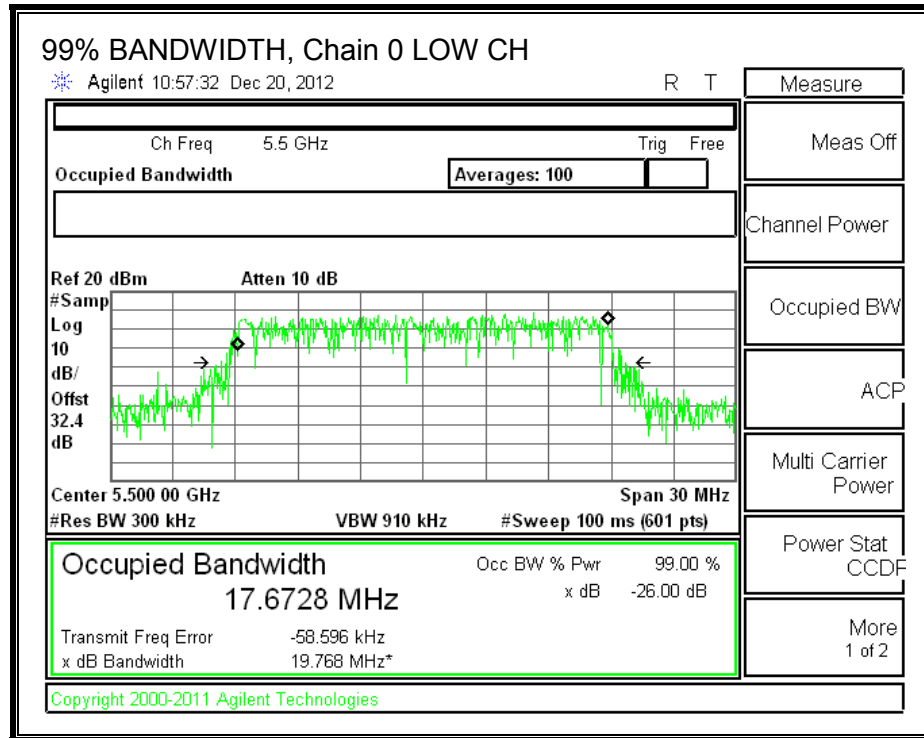 99% BANDWIDTH, Chain 0 LOW CH
Agilent 10:57:32 Dec 20, 2012 R T
Measure
Ch Freq 5.5 GHz Trig Free
Occupied Bandwidth Averages: 100
Ref 20 dBm Atten 10 dB
#Samp
Log
10
dB/
Offst
32.4
dB
Center 5.500 00 GHz Span 30 MHz
#Res BW 300 kHz VBW 910 kHz #Sweep 100 ms (601 pts)
Occupied Bandwidth Occ BW % Pwr 99.00 %
17.6728 MHz x dB -26.00 dB
Transmit Freq Error -58.596 kHz
x dB Bandwidth 19.768 MHz*
Copyright 2000-2011 Agilent Technologies
Meas Off
Channel Power
Occupied BW
ACP
Multi Carrier
Power
Power Stat
CCDF
More
1 of 2